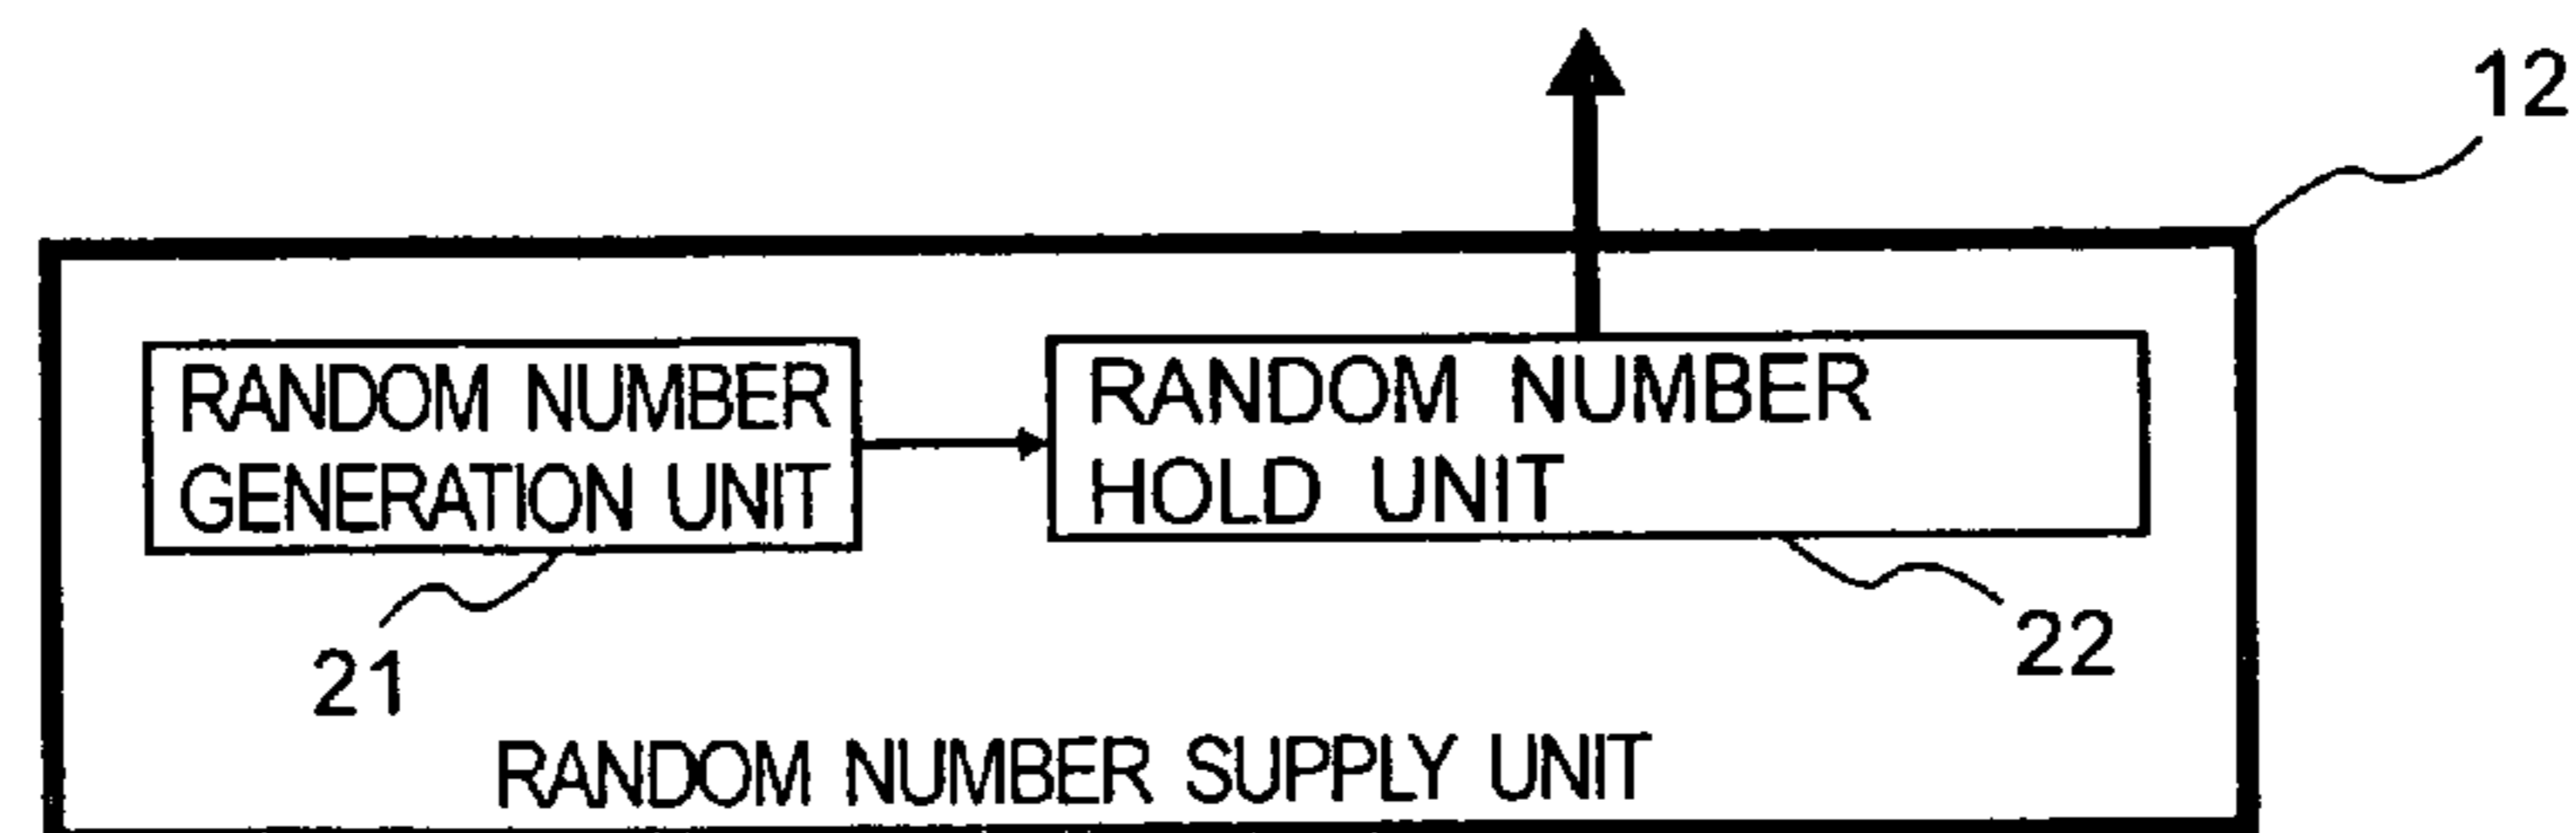 12
RANDOM NUMBER
GENERATION UNIT
RANDOM NUMBER
HOLD UNIT
21
22
RANDOM NUMBER SUPPLY UNIT